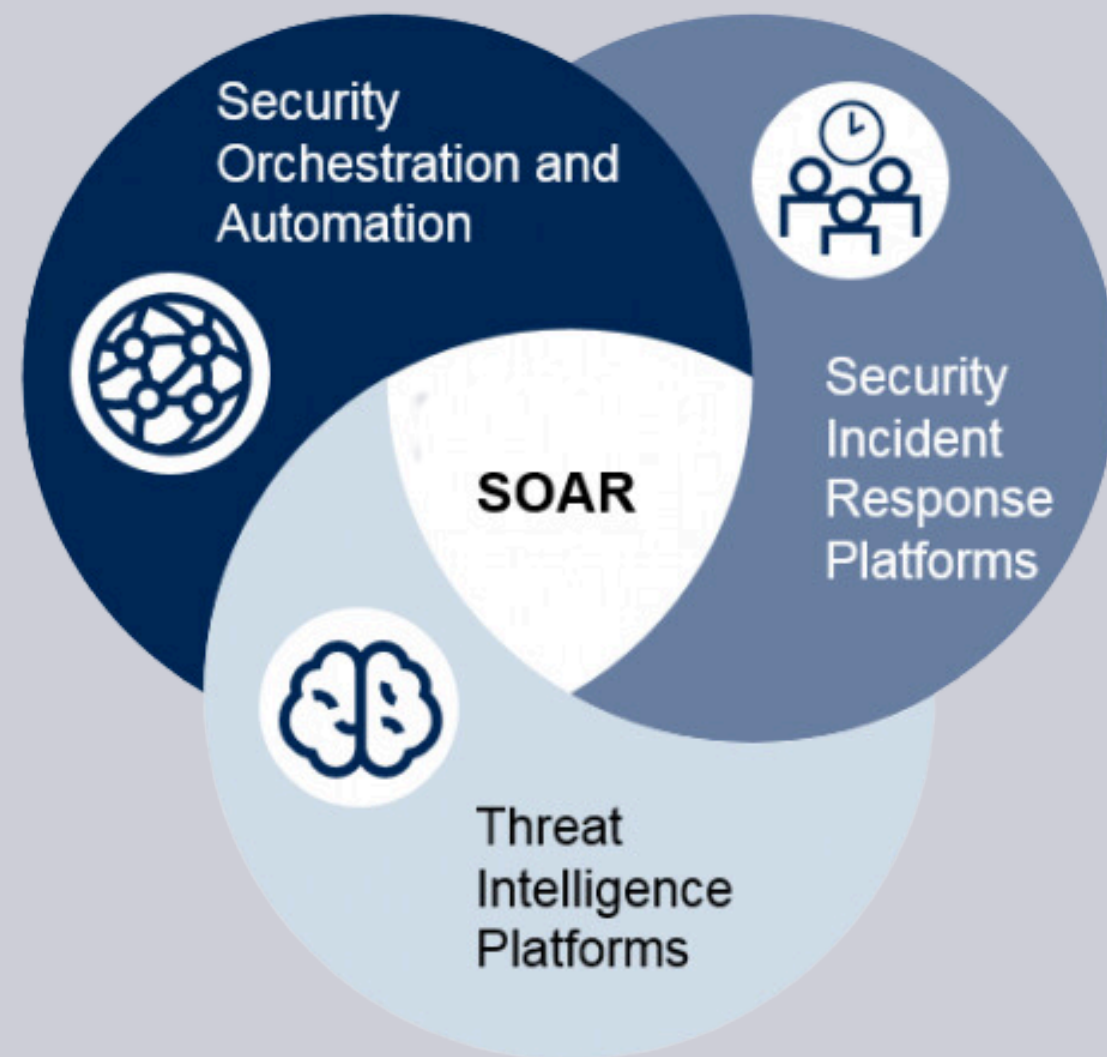 Security
Orchestration and
Automation
Security
Incident
Response
Platforms
SOAR
Threat
Intelligence
Platforms